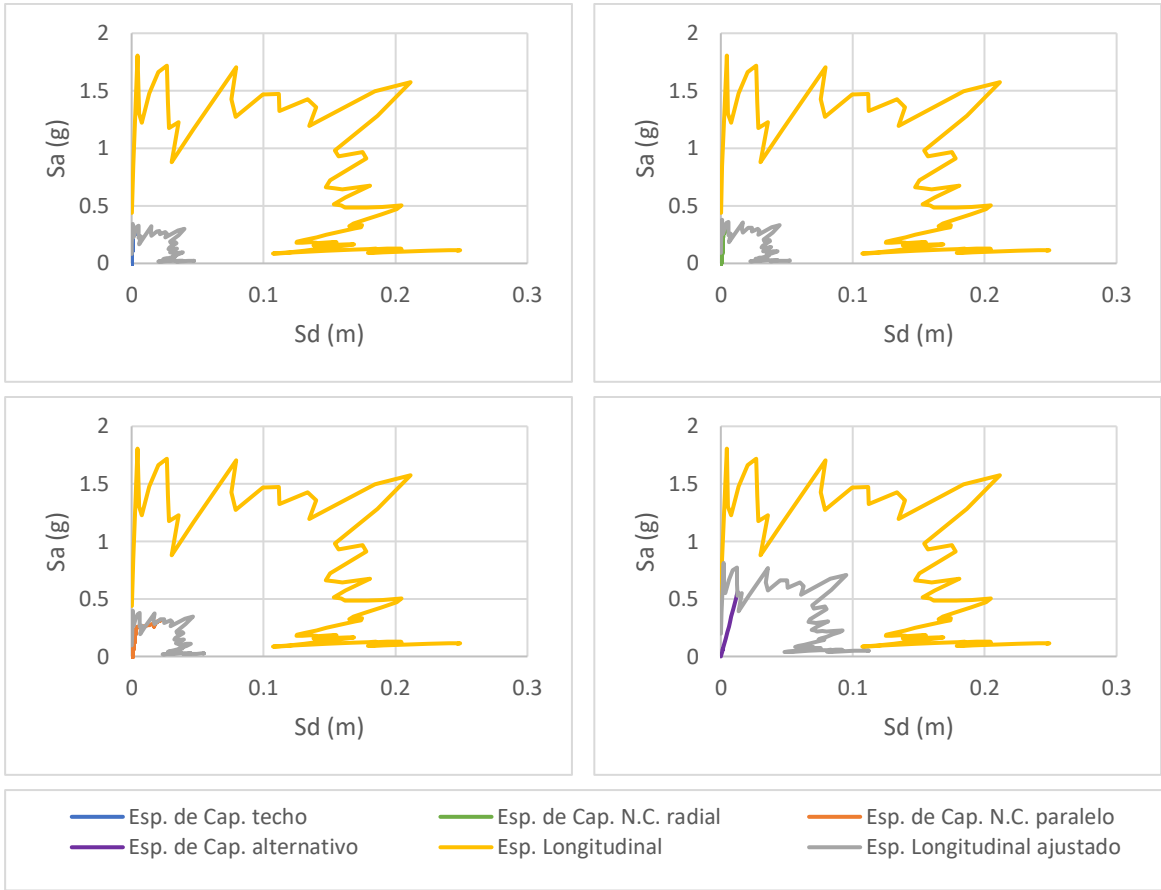 Sa (g)
2
1.5
1
0.5
0
0 0.1 0.2 0.3
Sd (m)
Sa (g)
2
1.5
1
0.5
0
0 0.1 0.2 0.3
Sd (m)
Sa (g)
2
1.5
1
0.5
0
0 0.1 0.2 0.3
Sd (m)
Sa (g)
2
1.5
1
0.5
0
0 0.1 0.2 0.3
Sd (m)
Esp. de Cap. techo Esp. de Cap. N.C. radial Esp. de Cap. N.C. paralelo
Esp. de Cap. alternativo Esp. Longitudinal Esp. Longitudinal ajustado